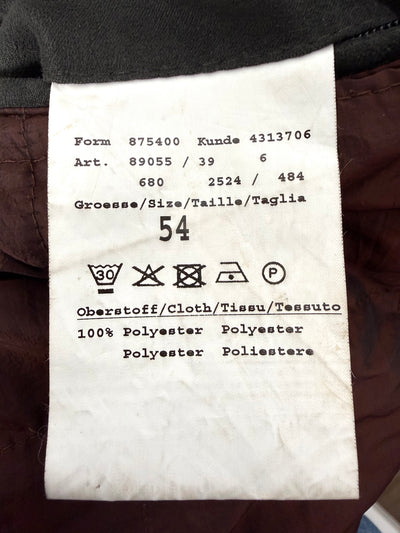 Form 875400 Kunde 4313706
Art. 89055 / 39 6
680 2524 / 484
Groesse/Size/Taille/Taglia
54
30 P
Oberstoff/Cloth/Tissu/Tessuto
100% Polyester Polyester
Polyester Poliestere